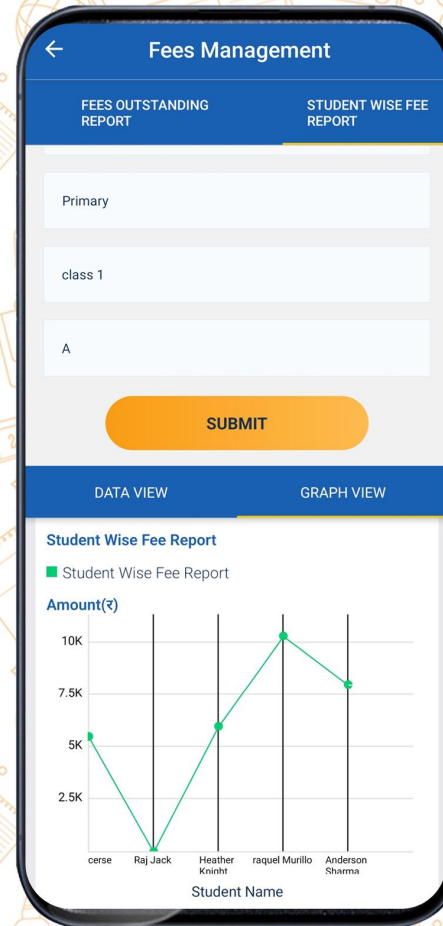 Fees Management
FEES OUTSTANDING
REPORT
STUDENT WISE FEE
REPORT
Primary
class 1
A
SUBMIT
DATA VIEW
GRAPH VIEW
Student Wise Fee Report
Student Wise Fee Report
Amount(₹)
10K
7.5K
5K
2.5K
cerse
Raj Jack
Heather
Knight
raquel Murillo
Anderson
Sharma
Student Name